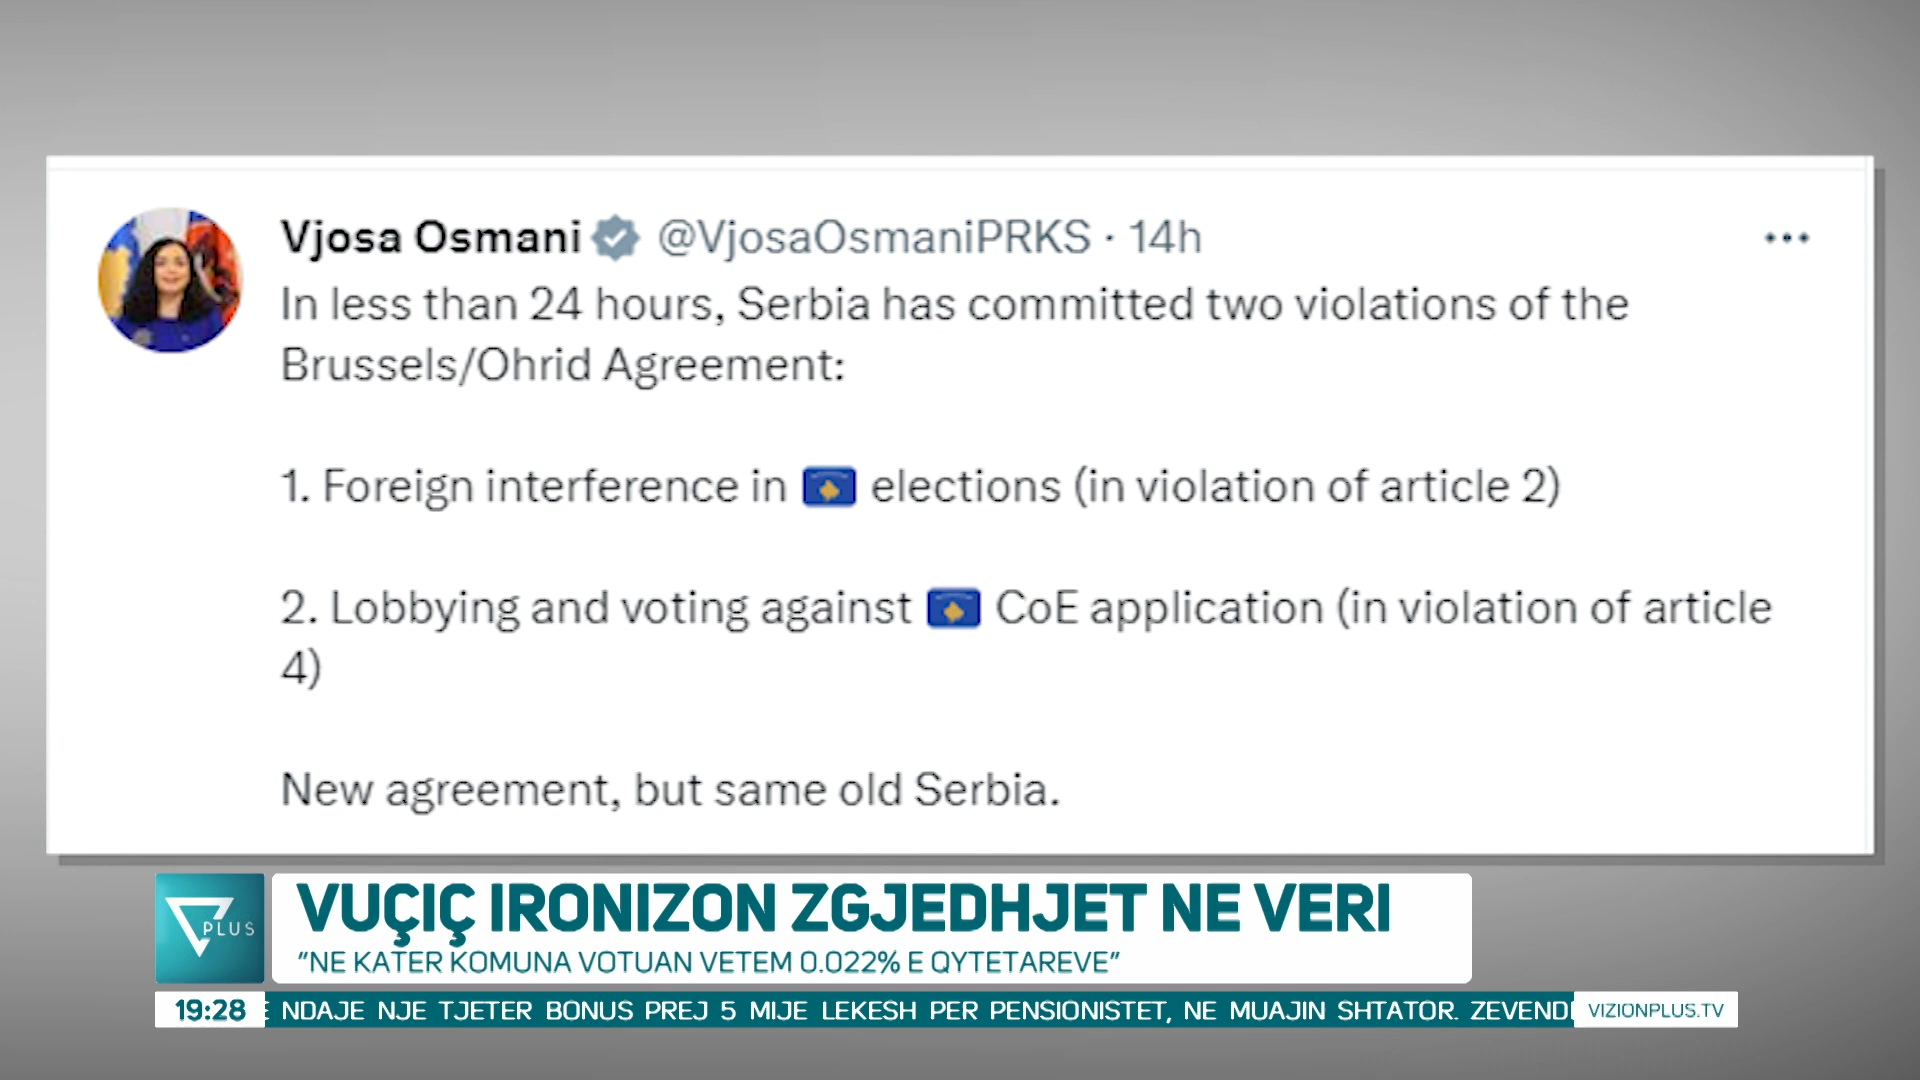 Vjosa Osmani @VjosaOsmaniPRKS · 14h
In less than 24 hours, Serbia has committed two violations of the
Brussels/Ohrid Agreement:
1. Foreign interference in 🇽🇰 elections (in violation of article 2)
2. Lobbying and voting against 🇽🇰 CoE application (in violation of article
4)
New agreement, but same old Serbia.
PLUS
VUÇIÇ IRONIZON ZGJEDHJET NE VERI
"NE KATER KOMUNA VOTUAN VETEM 0.022% E QYTETAREVE"
19:28 NDAJE NJE TJETER BONUS PREJ 5 MIJE LEKESH PER PENSIONISTET, NE MUAJIN SHTATOR. ZEVEND VIZIONPLUS.TV